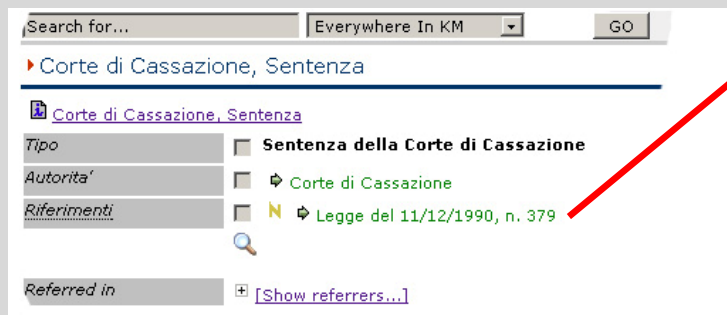 Search for... Everywhere In KM GO
Corte di Cassazione, Sentenza
Corte di Cassazione, Sentenza
Tipo Sentenza della Corte di Cassazione
Autorita' Corte di Cassazione
Riferimenti N Legge del 11/12/1990, n. 379
Referred in [Show referrers...]